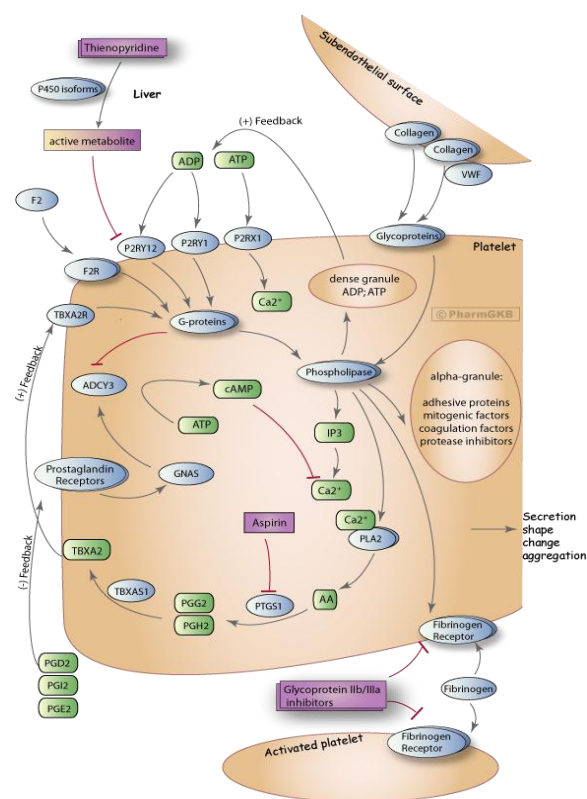 Thienopyridine
P450 isoforms
Liver
active metabolite
Subendothelial surface
Collagen
Collagen
VWF
(+) Feedback
ADP
ATP
F2
P2RY12
P2RY1
P2RX1
Glycoproteins
Platelet
F2R
dense granule
ADP; ATP
Ca2⁺
TBXA2R
G-proteins
© PharmGKB
(+) Feedback
ADCY3
cAMP
Phospholipase
alpha-granule:
adhesive proteins
mitogenic factors
coagulation factors
protease inhibitors
ATP
IP3
Prostaglandin
Receptors
GNAS
Ca2⁺
Aspirin
Ca2⁺
PLA2
Secretion
shape
change
aggregation
TBXA2
(-) Feedback
TBXAS1
PGG2
PGH2
PTGS1
AA
Fibrinogen
Receptor
PGD2
PGI2
PGE2
Glycoprotein IIb/IIIa
inhibitors
Fibrinogen
Activated platelet
Fibrinogen
Receptor